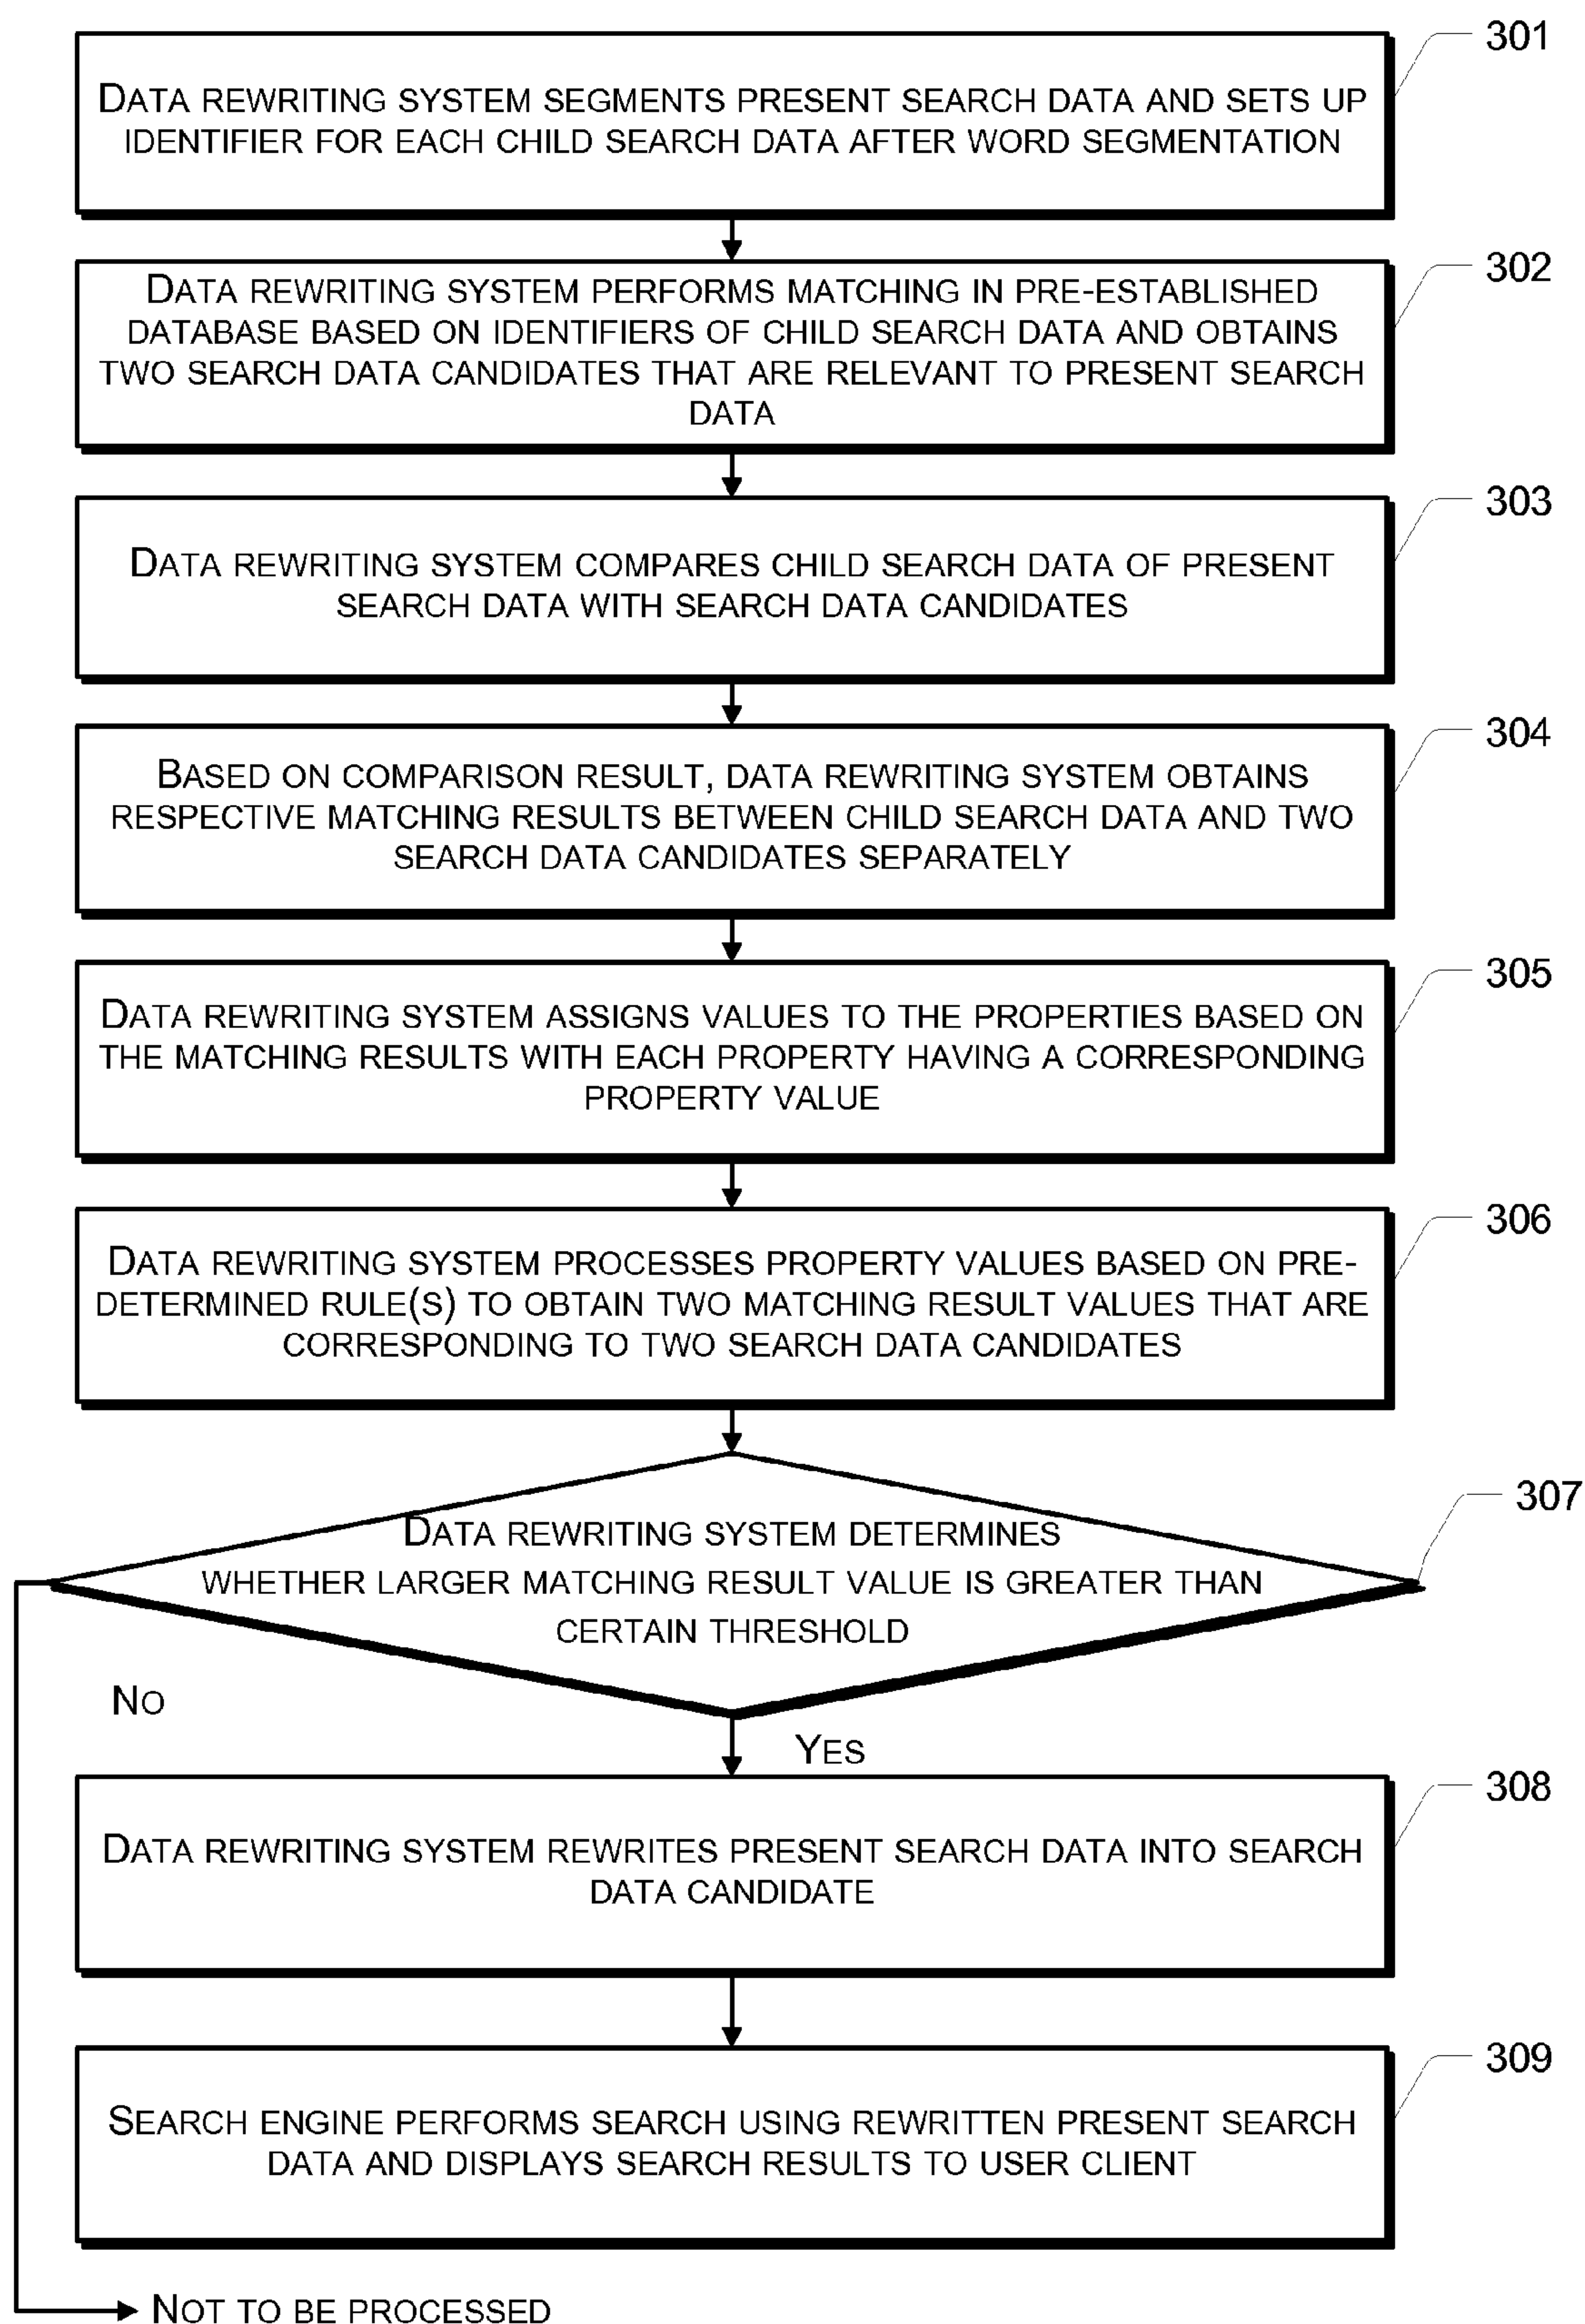 301
DATA REWRITING SYSTEM SEGMENTS PRESENT SEARCH DATA AND SETS UP
IDENTIFIER FOR EACH CHILD SEARCH DATA AFTER WORD SEGMENTATION
302
DATA REWRITING SYSTEM PERFORMS MATCHING IN PRE-ESTABLISHED
DATABASE BASED ON IDENTIFIERS OF CHILD SEARCH DATA AND OBTAINS
TWO SEARCH DATA CANDIDATES THAT ARE RELEVANT TO PRESENT SEARCH
DATA
303
DATA REWRITING SYSTEM COMPARES CHILD SEARCH DATA OF PRESENT
SEARCH DATA WITH SEARCH DATA CANDIDATES
304
BASED ON COMPARISON RESULT, DATA REWRITING SYSTEM OBTAINS
RESPECTIVE MATCHING RESULTS BETWEEN CHILD SEARCH DATA AND TWO
SEARCH DATA CANDIDATES SEPARATELY
305
DATA REWRITING SYSTEM ASSIGNS VALUES TO THE PROPERTIES BASED ON
THE MATCHING RESULTS WITH EACH PROPERTY HAVING A CORRESPONDING
PROPERTY VALUE
306
DATA REWRITING SYSTEM PROCESSES PROPERTY VALUES BASED ON PRE-
DETERMINED RULE(S) TO OBTAIN TWO MATCHING RESULT VALUES THAT ARE
CORRESPONDING TO TWO SEARCH DATA CANDIDATES
307
DATA REWRITING SYSTEM DETERMINES
WHETHER LARGER MATCHING RESULT VALUE IS GREATER THAN
CERTAIN THRESHOLD
NO
YES
308
DATA REWRITING SYSTEM REWRITES PRESENT SEARCH DATA INTO SEARCH
DATA CANDIDATE
309
SEARCH ENGINE PERFORMS SEARCH USING REWRITTEN PRESENT SEARCH
DATA AND DISPLAYS SEARCH RESULTS TO USER CLIENT
NOT TO BE PROCESSED